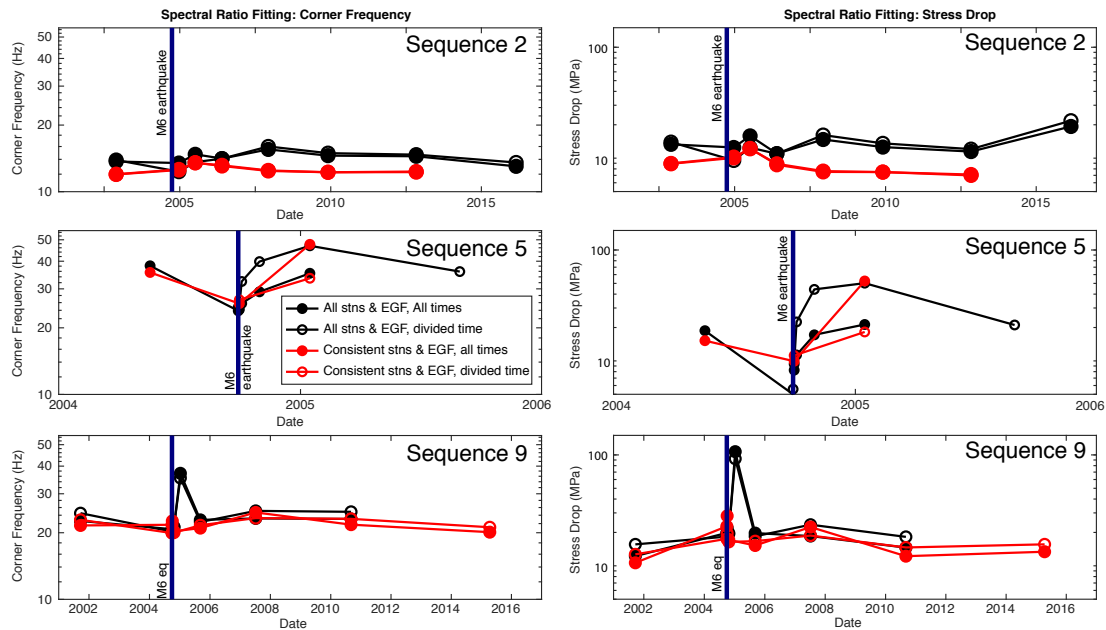 Spectral Ratio Fitting: Corner Frequency
Corner Frequency (Hz)
50
40
30
20
10
Sequence 2
M6 earthquake
2005
2010
2015
Date
Spectral Ratio Fitting: Stress Drop
Stress Drop (MPa)
100
10
Sequence 2
M6 earthquake
2005
2010
2015
Date
Corner Frequency (Hz)
50
40
30
20
10
Sequence 5
M6
earthquake
All stns & EGF, All times
All stns & EGF, divided time
Consistent stns & EGF, all times
Consistent stns & EGF, divided time
2004
2005
2006
Date
Stress Drop (MPa)
100
10
Sequence 5
M6 earthquake
2004
2005
2006
Date
Corner Frequency (Hz)
50
40
30
20
10
Sequence 9
M6 eq
2002
2004
2006
2008
2010
2012
2014
2016
Date
Stress Drop (MPa)
100
10
Sequence 9
M6 eq
2002
2004
2006
2008
2010
2012
2014
2016
Date